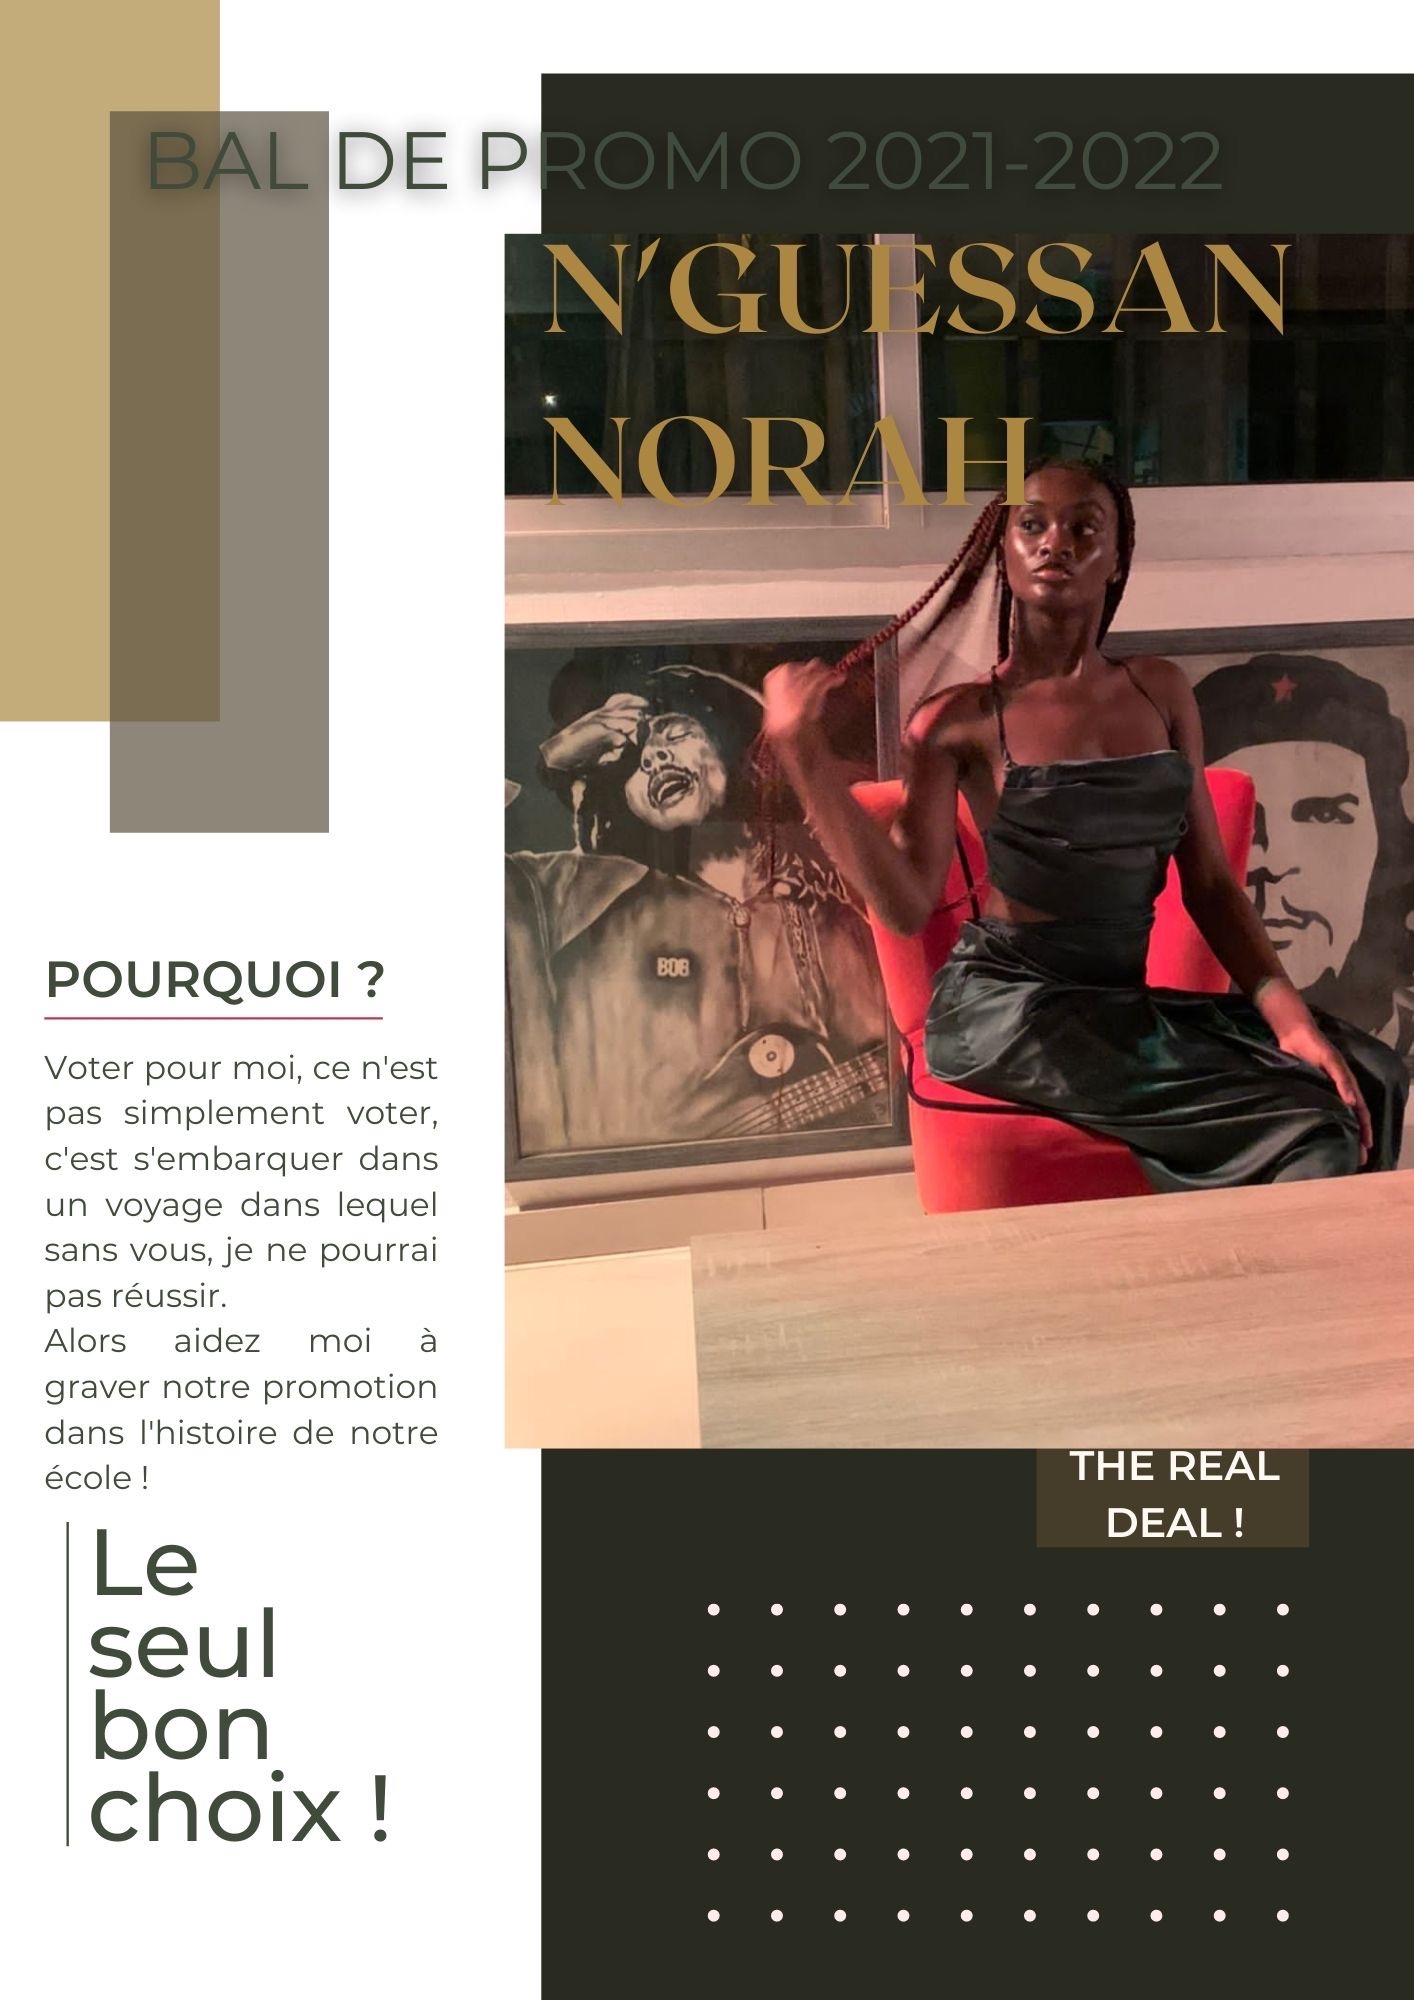 BAL DE PROMO 2021-2022
N'GUESSAN
NORAH
BOB
POURQUOI ?
Voter pour moi, ce n'est
pas simplement voter,
c'est s'embarquer dans
un voyage dans lequel
sans vous, je ne pourrai
pas réussir.
Alors aidez moi à
graver notre promotion
dans l'histoire de notre
école !
THE REAL
DEAL !
Le
seul
bon
choix !